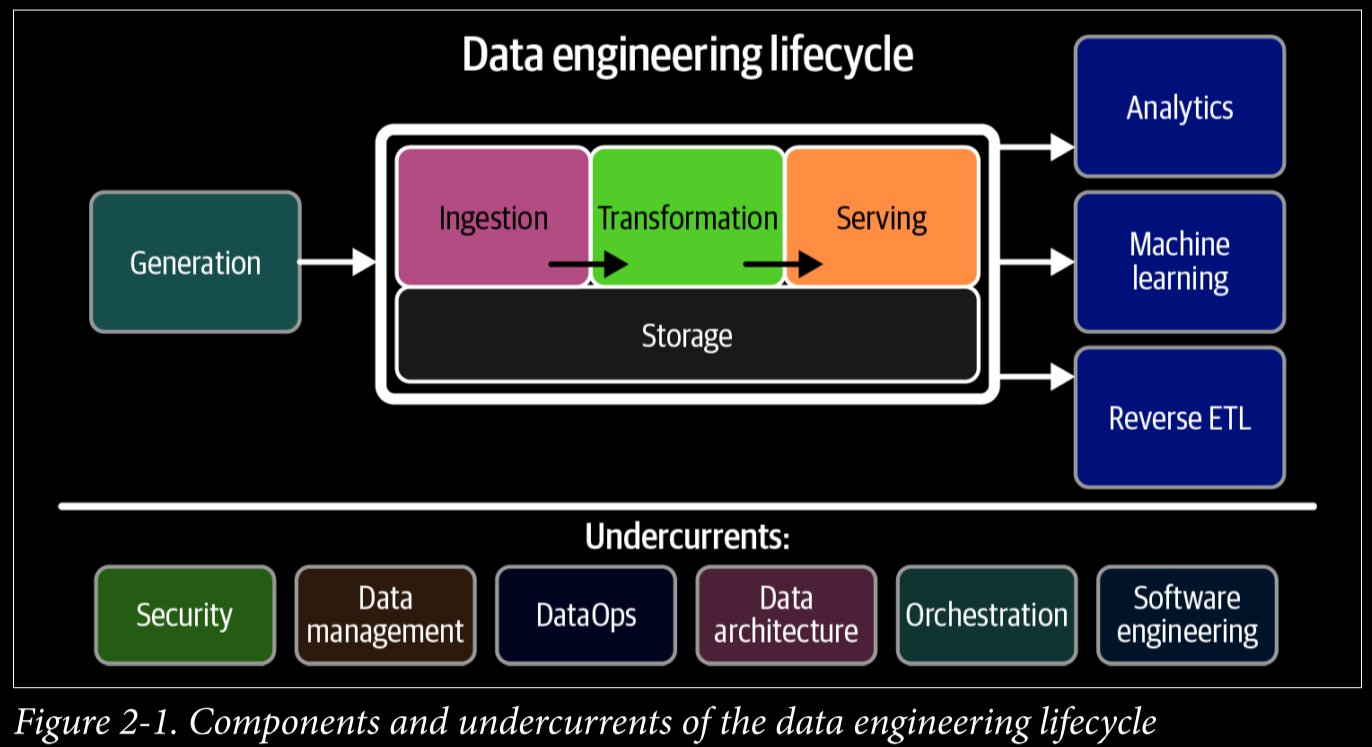 Data engineering lifecycle
Generation
Ingestion
Transformation
Serving
Storage
Analytics
Machine
learning
Reverse ETL
Undercurrents:
Security
Data
management
DataOps
Data
architecture
Orchestration
Software
engineering
Figure 2-1. Components and undercurrents of the data engineering lifecycle